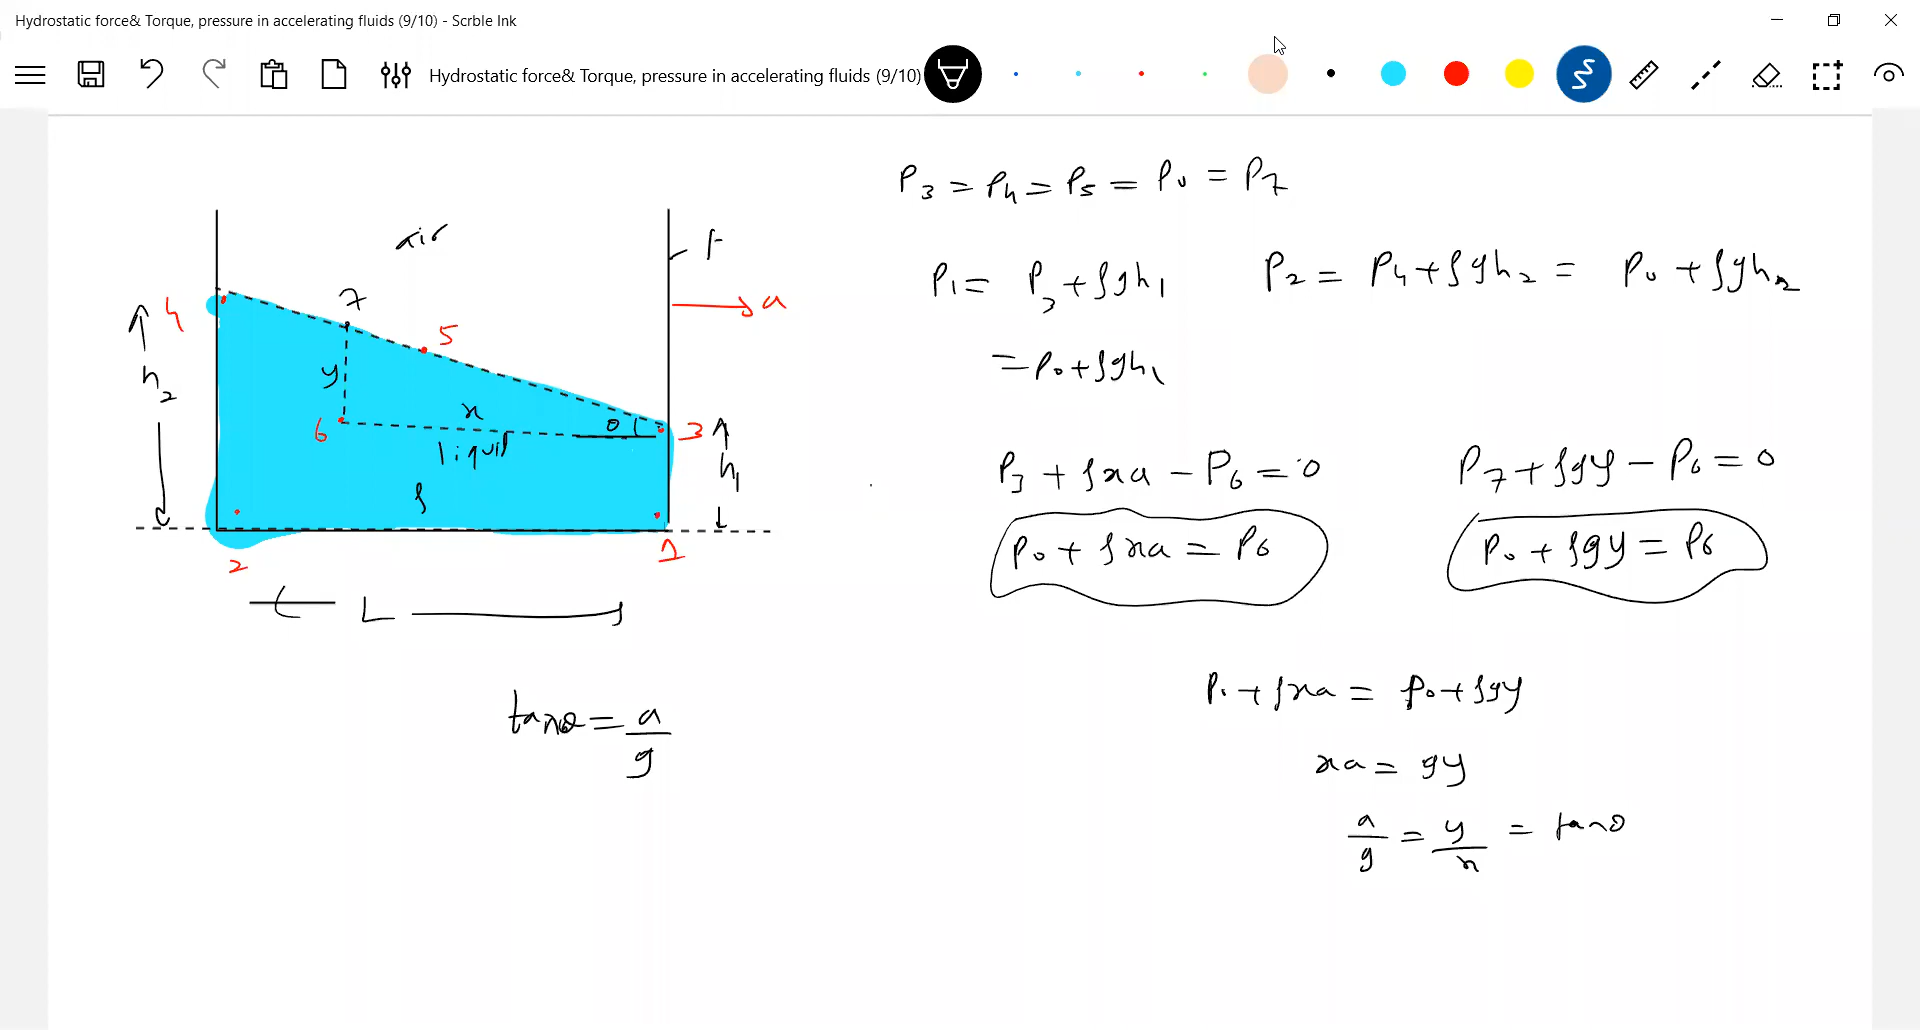 Hydrostatic force& Torque, pressure in accelerating fluids (9/10) - Scrble Ink
Hydrostatic force& Torque, pressure in accelerating fluids (9/10)
P3 = P4 = P5 = P0 = P7
air
P1 = P3 + ρgh1
P2 = P4 + ρgh2 = P0 + ρgh2
= P0 + ρgh1
4
7
5
a
h2
y
x
6
θ
3
liquid
h1
ρ
2
1
L
P3 + ρxa − P6 = 0
P7 + ρgy − P6 = 0
P0 + ρxa = P6
P0 + ρgy = P6
tanθ = a/g
P0 + ρxa = P0 + ρgy
xa = gy
a/g = y/x = tanθ